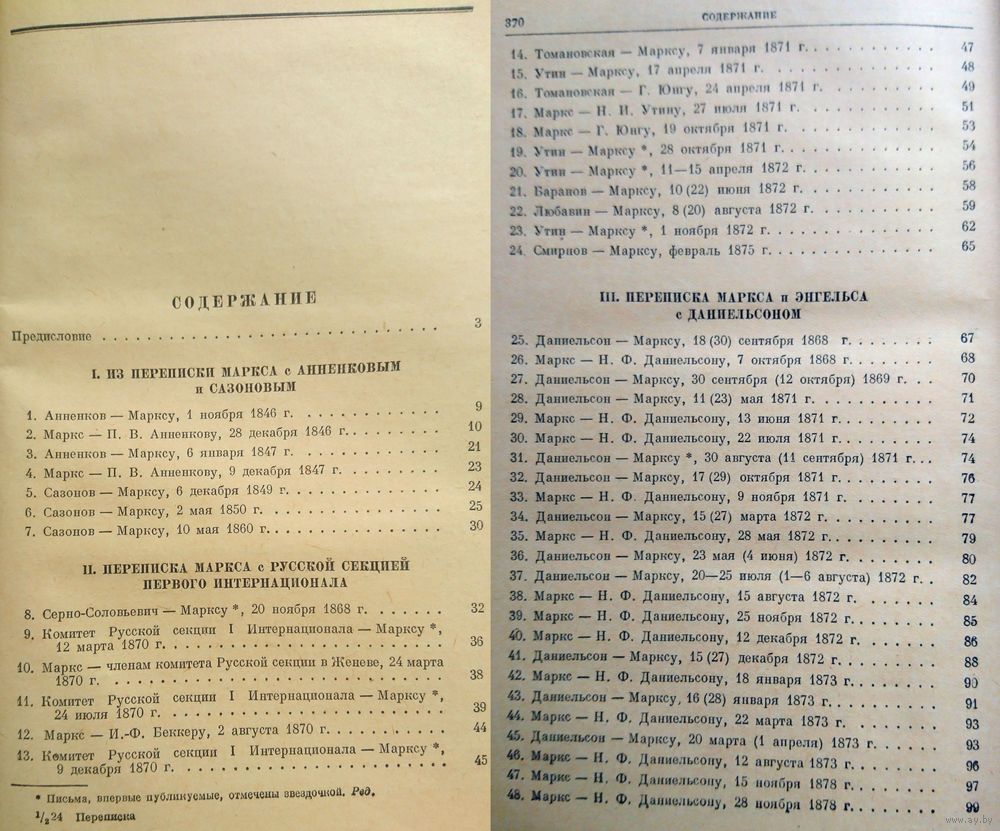 СОДЕРЖАНИЕ
Предисловие . . . . . . . . . . . . . . . . . . . . . . . . . . . . . . 3
I. ИЗ ПЕРЕПИСКИ МАРКСА с АННЕНКОВЫМ
и САЗОНОВЫМ
1. Анненков — Марксу, 1 ноября 1846 г. . . . . . . . . . . . 9
2. Маркс — П. В. Анненкову, 28 декабря 1846 г. . . . . . . . 10
3. Анненков — Марксу, 6 января 1847 г. . . . . . . . . . . . 21
4. Маркс — П. В. Анненкову, 9 декабря 1847 г. . . . . . . . 23
5. Сазонов — Марксу, 6 декабря 1849 г. . . . . . . . . . . . 24
6. Сазонов — Марксу, 2 мая 1850 г. . . . . . . . . . . . . . 25
7. Сазонов — Марксу, 10 мая 1860 г. . . . . . . . . . . . . 30
II. ПЕРЕПИСКА МАРКСА с РУССКОЙ СЕКЦИЕЙ
ПЕРВОГО ИНТЕРНАЦИОНАЛА
8. Серно-Соловьевич — Марксу *, 20 ноября 1868 г. . . . . . . 32
9. Комитет Русской секции I Интернационала — Марксу *,
12 марта 1870 г. . . . . . . . . . . . . . . . . . . . . . 36
10. Маркс — членам комитета Русской секции в Женеве, 24 марта
1870 г. . . . . . . . . . . . . . . . . . . . . . . . . . 38
11. Комитет Русской секции I Интернационала — Марксу *,
24 июля 1870 г. . . . . . . . . . . . . . . . . . . . . . 39
12. Маркс — И.-Ф. Беккеру, 2 августа 1870 г. . . . . . . . . 44
13. Комитет Русской секции I Интернационала — Марксу *,
9 декабря 1870 г. . . . . . . . . . . . . . . . . . . . . 45
* Письма, впервые публикуемые, отмечены звездочкой. Ред.
1/2 24 Переписка
370 СОДЕРЖАНИЕ
14. Томановская — Марксу, 7 января 1871 г. . . . . . . . . . 47
15. Утин — Марксу, 17 апреля 1871 г. . . . . . . . . . . . . 48
16. Томановская — Г. Юнгу, 24 апреля 1871 г. . . . . . . . . 49
17. Маркс — Н. И. Утину, 27 июля 1871 г. . . . . . . . . . . 51
18. Маркс — Г. Юнгу, 19 октября 1871 г. . . . . . . . . . . 53
19. Утин — Марксу *, 28 октября 1871 г. . . . . . . . . . . 54
20. Утин — Марксу *, 11—15 апреля 1872 г. . . . . . . . . . 56
21. Баранов — Марксу, 10 (22) июня 1872 г. . . . . . . . . . 58
22. Любавин — Марксу, 8 (20) августа 1872 г. . . . . . . . . 59
23. Утин — Марксу *, 1 ноября 1872 г. . . . . . . . . . . . 62
24. Смирнов — Марксу, февраль 1875 г. . . . . . . . . . . . 65
III. ПЕРЕПИСКА МАРКСА и ЭНГЕЛЬСА
с ДАНИЕЛЬСОНОМ
25. Даниельсон — Марксу, 18 (30) сентября 1868 г. . . . . . . 67
26. Маркс — Н. Ф. Даниельсону, 7 октября 1868 г. . . . . . . 68
27. Даниельсон — Марксу, 30 сентября (12 октября) 1869 г. . . 70
28. Даниельсон — Марксу, 11 (23) мая 1871 г. . . . . . . . . 71
29. Маркс — Н. Ф. Даниельсону, 13 июня 1871 г. . . . . . . . 72
30. Маркс — Н. Ф. Даниельсону, 22 июля 1871 г. . . . . . . . 74
31. Даниельсон — Марксу *, 30 августа (11 сентября) 1871 г. . . 74
32. Даниельсон — Марксу, 17 (29) октября 1871 г. . . . . . . 76
33. Маркс — Н. Ф. Даниельсону, 9 ноября 1871 г. . . . . . . 77
34. Даниельсон — Марксу, 15 (27) марта 1872 г. . . . . . . . 77
35. Маркс — Н. Ф. Даниельсону, 28 мая 1872 г. . . . . . . . 79
36. Даниельсон — Марксу, 23 мая (4 июня) 1872 г. . . . . . . 80
37. Даниельсон — Марксу, 20—25 июля (1—6 августа) 1872 г. . . 82
38. Маркс — Н. Ф. Даниельсону, 15 августа 1872 г. . . . . . . 84
39. Маркс — Н. Ф. Даниельсону, 25 ноября 1872 г. . . . . . . 85
40. Маркс — Н. Ф. Даниельсону, 12 декабря 1872 г. . . . . . . 86
41. Даниельсон — Марксу, 15 (27) декабря 1872 г. . . . . . . 88
42. Маркс — Н. Ф. Даниельсону, 18 января 1873 г. . . . . . . 90
43. Даниельсон — Марксу, 16 (28) января 1873 г. . . . . . . . 91
44. Маркс — Н. Ф. Даниельсону, 22 марта 1873 г. . . . . . . 93
45. Даниельсон — Марксу, 20 марта (1 апреля) 1873 г. . . . . 93
46. Маркс — Н. Ф. Даниельсону, 12 августа 1873 г. . . . . . . 96
47. Маркс — Н. Ф. Даниельсону, 15 ноября 1878 г. . . . . . . 97
48. Маркс — Н. Ф. Даниельсону, 28 ноября 1878 г. . . . . . . 99
www.ay.by